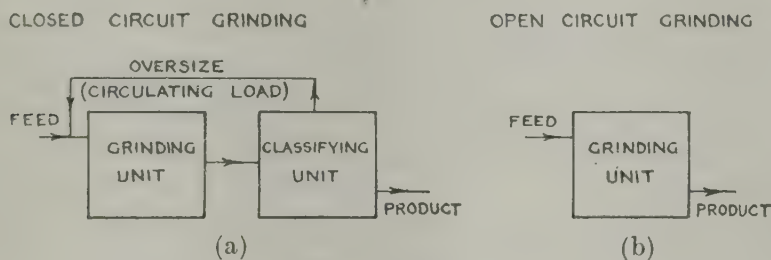 CLOSED CIRCUIT GRINDING
OVERSIZE
(CIRCULATING LOAD)
FEED
GRINDING
UNIT
CLASSIFYING
UNIT
PRODUCT
(a)
OPEN CIRCUIT GRINDING
FEED
GRINDING
UNIT
PRODUCT
(b)